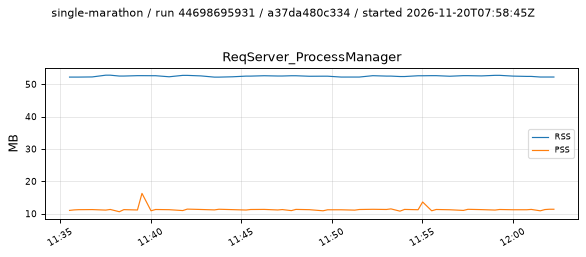 single-marathon / run 44698695931 / a37da480c334 / started 2026-11-20T07:58:45Z
ReqServer_ProcessManager
MB
50
40
30
20
10
RSS
PSS
11:35
11:40
11:45
11:50
11:55
12:00